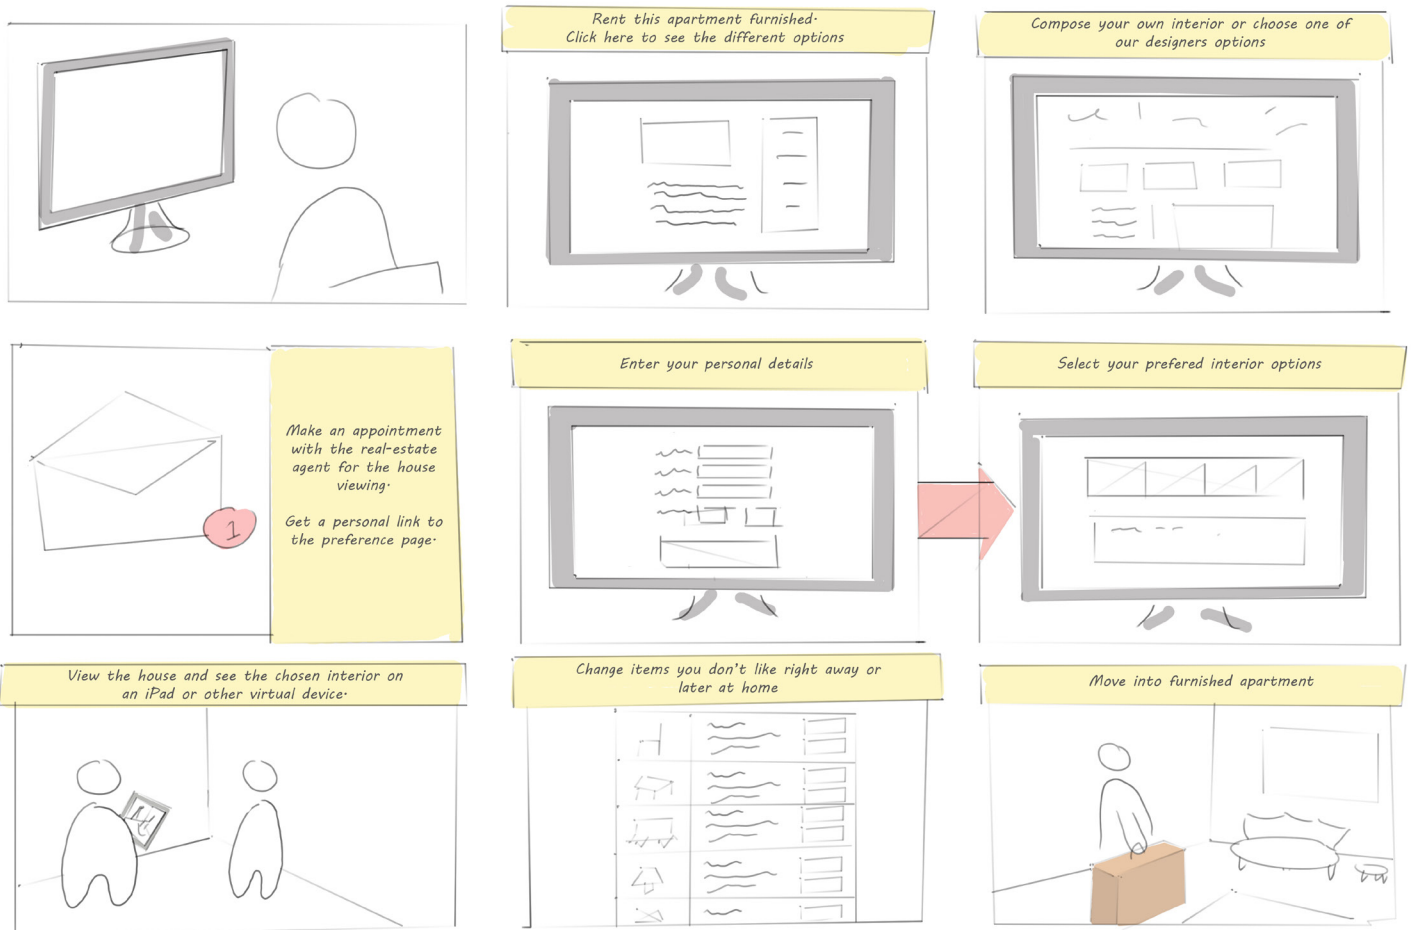 Rent this apartment furnished.
Click here to see the different options
Compose your own interior or choose one of
our designers options
Make an appointment
with the real-estate
agent for the house
viewing.
Get a personal link to
the preference page.
1
Enter your personal details
Select your prefered interior options
View the house and see the chosen interior on
an iPad or other virtual device.
Change items you don't like right away or
later at home
Move into furnished apartment